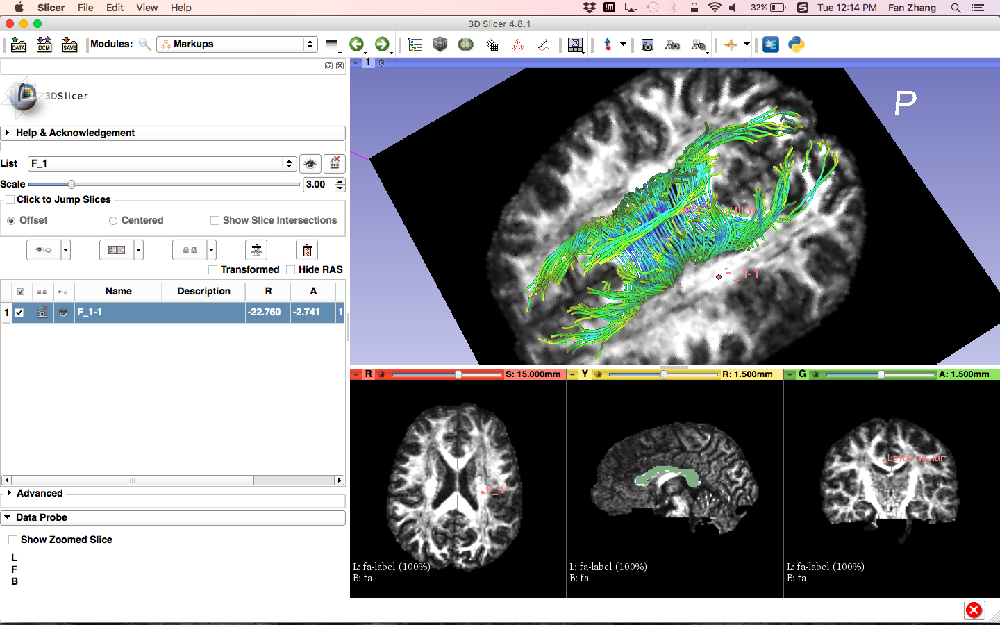 Slicer File Edit View Help 32% Tue 12:14 PM Fan Zhang
3D Slicer 4.8.1
DATA DCM SAVE Modules: Markups
1
P
3DSlicer
Help & Acknowledgement
List F_1
Scale 3.00
Click to Jump Slices
Offset Centered Show Slice Intersections
Transformed Hide RAS
Name Description R A
1 F_1-1 -22.760 -2.741
F_1-1
R S: 15.000mm Y R: 1.500mm G A: 1.500mm
Left Cingulum
F_1-1
Advanced
Data Probe
Show Zoomed Slice
L
F
B
L: fa-label (100%) L: fa-label (100%) L: fa-label (100%)
B: fa B: fa B: fa